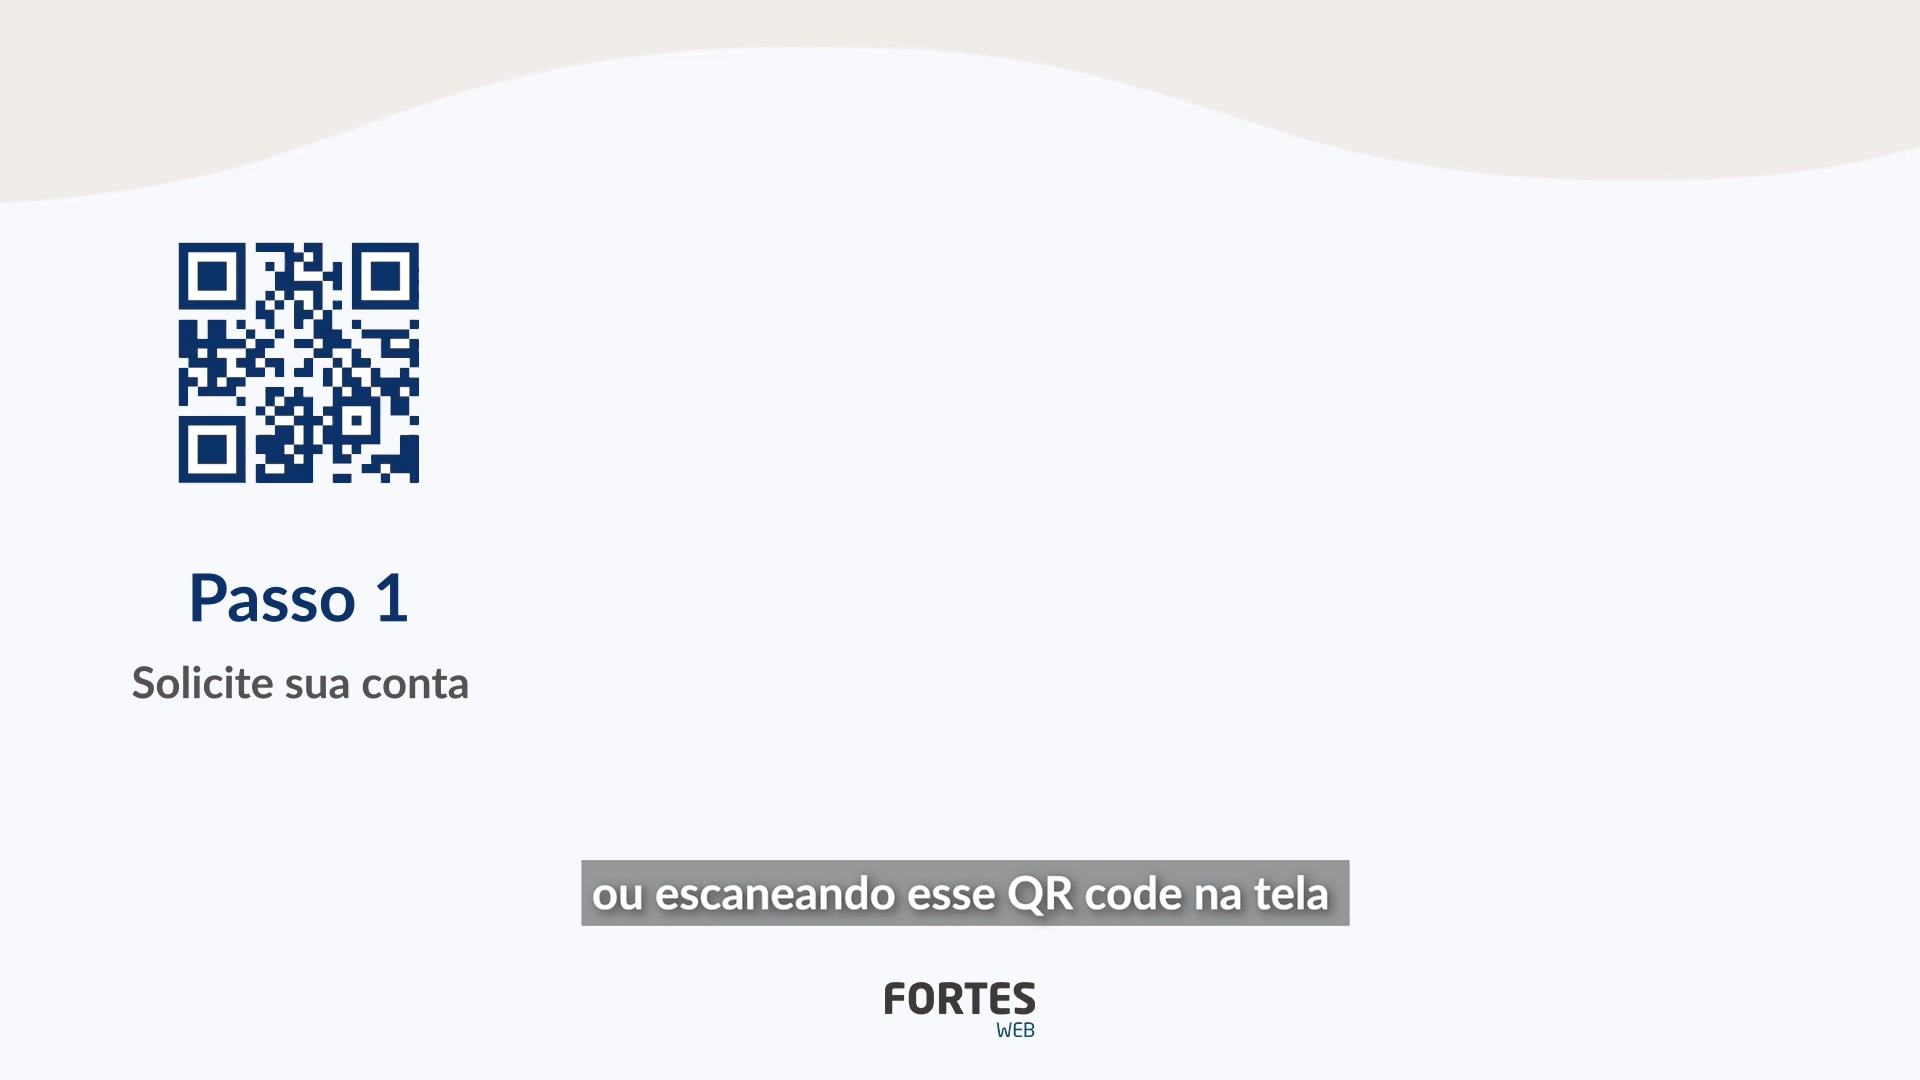 Passo 1
Solicite sua conta
ou escaneando esse QR code na tela
FORTES
WEB